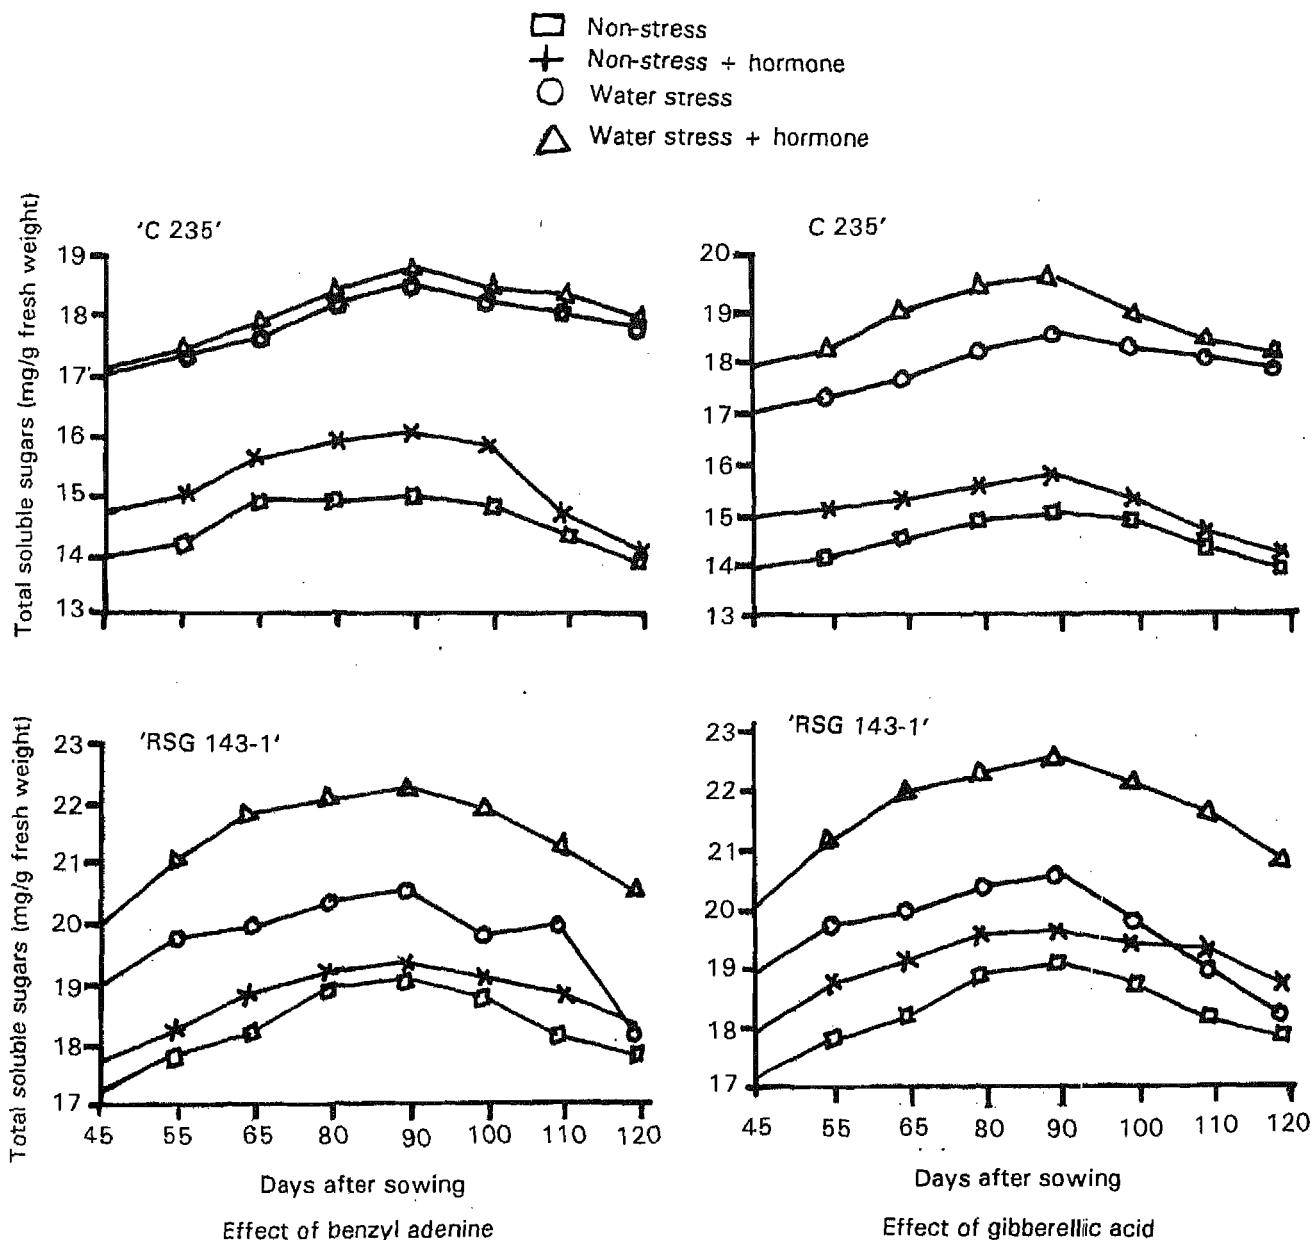 Non-stress
Non-stress + hormone
Water stress
Water stress + hormone
Total soluble sugars (mg/g fresh weight)
'C 235'
19
18
17
16
15
14
13
C 235'
20
19
18
17
16
15
14
13
Total soluble sugars (mg/g fresh weight)
'RSG 143-1'
23
22
21
20
19
18
17
45 55 65 80 90 100 110 120
Days after sowing
Effect of benzyl adenine
'RSG 143-1'
23
22
21
20
19
18
17
45 55 65 80 90 100 110 120
Days after sowing
Effect of gibberellic acid